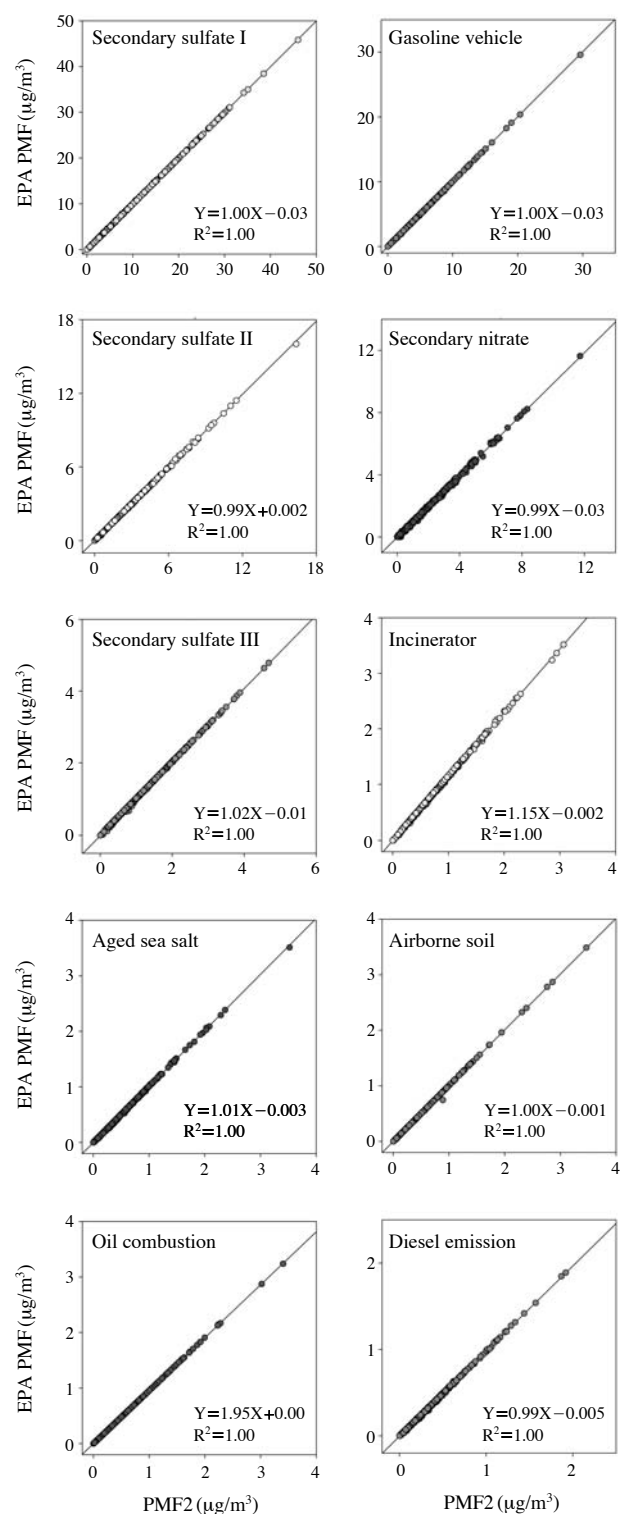 Secondary sulfate I
EPA PMF (μg/m³)
50
40
30
20
10
0
Y=1.00X−0.03
R²=1.00
0 10 20 30 40 50
Gasoline vehicle
30
20
10
0
Y=1.00X−0.03
R²=1.00
0 10 20 30
Secondary sulfate II
EPA PMF (μg/m³)
18
12
6
0
Y=0.99X+0.002
R²=1.00
0 6 12 18
Secondary nitrate
12
8
4
0
Y=0.99X−0.03
R²=1.00
0 4 8 12
Secondary sulfate III
EPA PMF (μg/m³)
6
4
2
0
Y=1.02X−0.01
R²=1.00
0 2 4 6
Incinerator
4
3
2
1
0
Y=1.15X−0.002
R²=1.00
0 1 2 3 4
Aged sea salt
EPA PMF (μg/m³)
4
3
2
1
0
Y=1.01X−0.003
R²=1.00
0 1 2 3 4
Airborne soil
4
3
2
1
0
Y=1.00X−0.001
R²=1.00
0 1 2 3 4
Oil combustion
EPA PMF (μg/m³)
4
3
2
1
0
Y=1.95X+0.00
R²=1.00
0 1 2 3 4
PMF2 (μg/m³)
Diesel emission
2
1
0
Y=0.99X−0.005
R²=1.00
0 1 2
PMF2 (μg/m³)